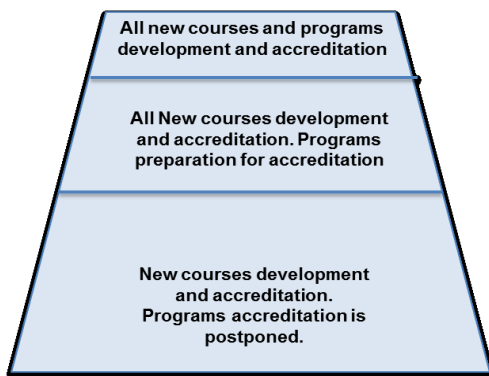 All new courses and programs
development and accreditation
All New courses development
and accreditation. Programs
preparation for accreditation
New courses development
and accreditation.
Programs accreditation is
postponed.